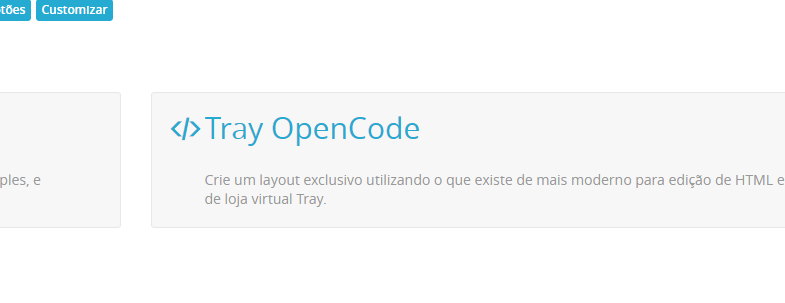 tões Customizar
</> Tray OpenCode
ples, e
Crie um layout exclusivo utilizando o que existe de mais moderno para edição de HTML e
de loja virtual Tray.